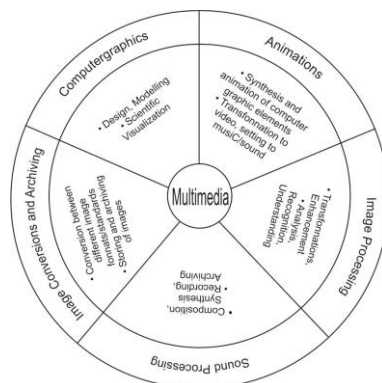 Computergraphics
• Design, Modelling
• Scientific
Visualization
Animations
• Synthesis and
animation of computer
graphic elements
• Transfonnation to
video, setting to
musiC/sound
Image Processing
• Transformations,
Enhancement
• Analysis,
Recognition,
Understanding
Sound Processing
• Composition,
Synthesis
• Recording,
Archiving
Image Conversions and Archiving
• Conversion between
different image
formats/standards
• Storing and archiving
of images
Multimedia